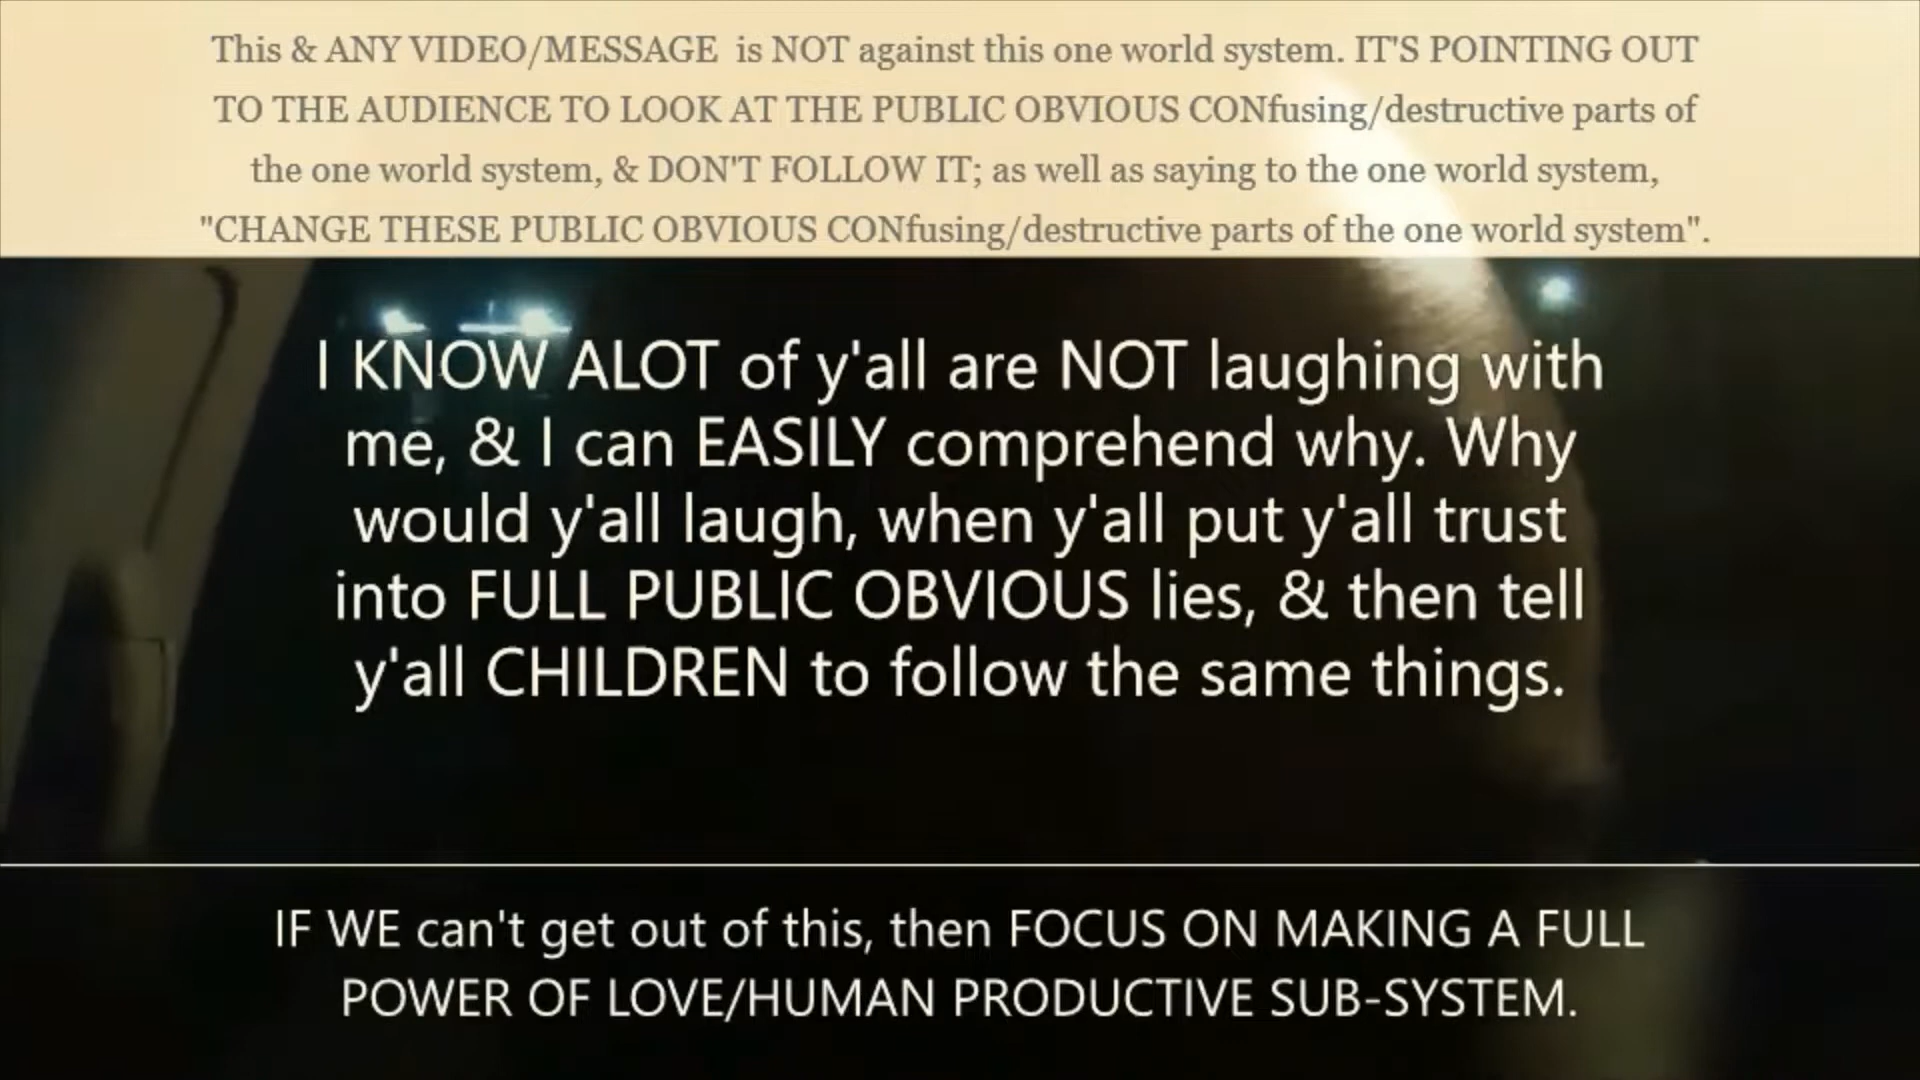 This & ANY VIDEO/MESSAGE is NOT against this one world system. IT'S POINTING OUT
TO THE AUDIENCE TO LOOK AT THE PUBLIC OBVIOUS CONfusing/destructive parts of
the one world system, & DON'T FOLLOW IT; as well as saying to the one world system,
"CHANGE THESE PUBLIC OBVIOUS CONfusing/destructive parts of the one world system".
I KNOW ALOT of y'all are NOT laughing with
me, & I can EASILY comprehend why. Why
would y'all laugh, when y'all put y'all trust
into FULL PUBLIC OBVIOUS lies, & then tell
y'all CHILDREN to follow the same things.
IF WE can't get out of this, then FOCUS ON MAKING A FULL
POWER OF LOVE/HUMAN PRODUCTIVE SUB-SYSTEM.